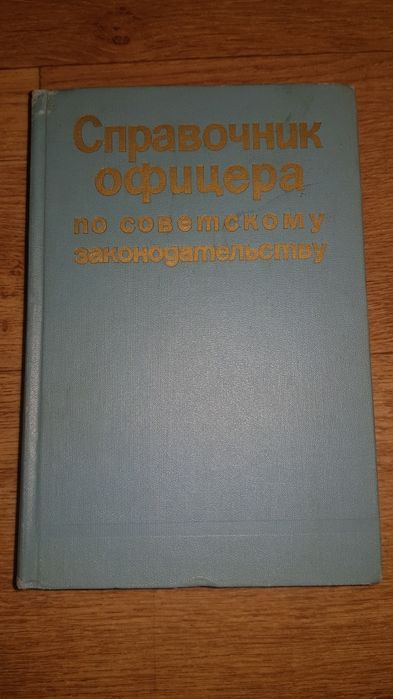 Справочник
офицера
по советскому
законодательству